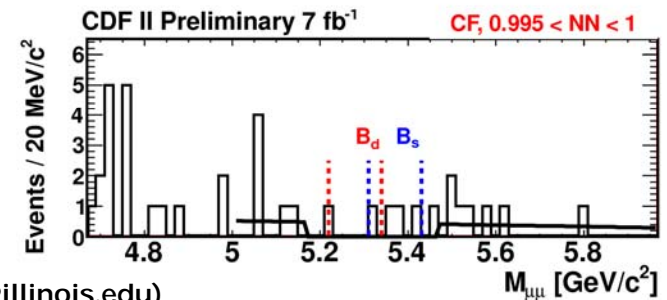 CDF II Preliminary 7 fb⁻¹
CF, 0.995 < NN < 1
Events / 20 MeV/c²
6
5
4
3
2
1
0
B_d B_s
4.8 5 5.2 5.4 5.6 5.8
M_μμ [GeV/c²]
illinois.edu)